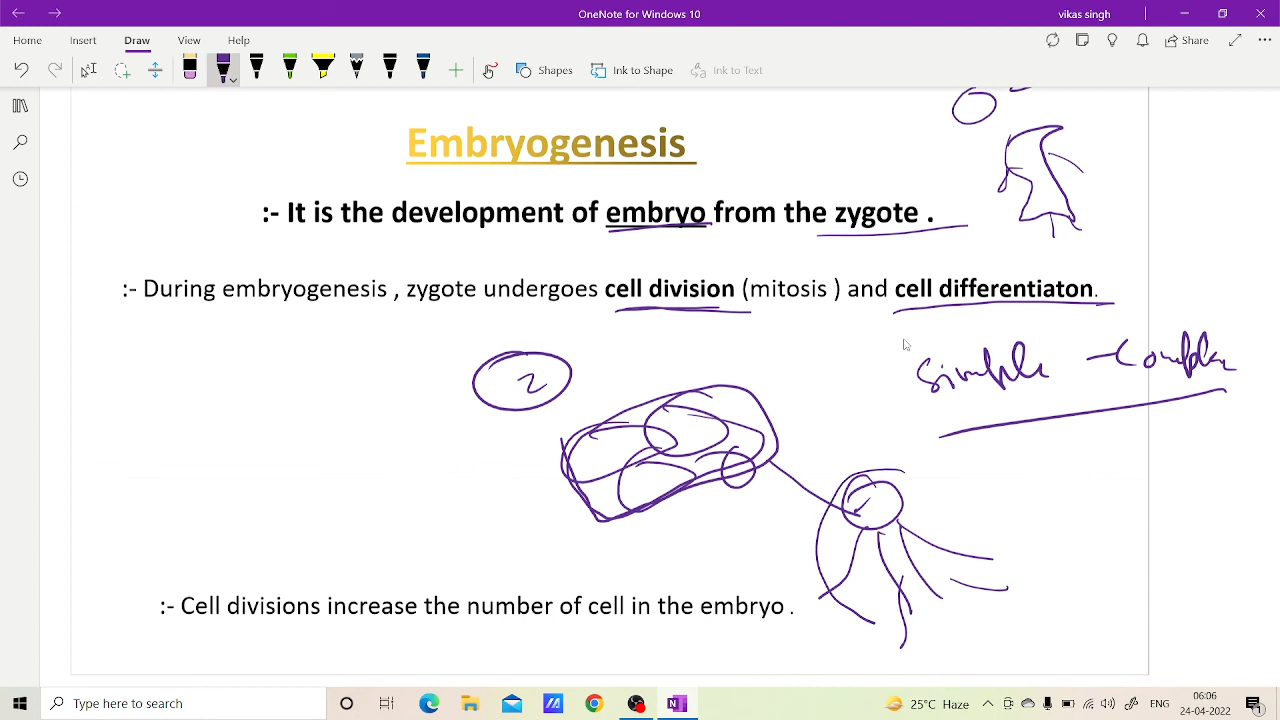 OneNote for Windows 10
vikas singh
Home Insert Draw View Help
Share
Shapes Ink to Shape Ink to Text
Embryogenesis
:- It is the development of embryo from the zygote .
:- During embryogenesis , zygote undergoes cell division (mitosis ) and cell differentiaton.
Simple
2
:- Cell divisions increase the number of cell in the embryo .
Type here to search
25°C Haze
ENG
06:06
24-04-2022
1